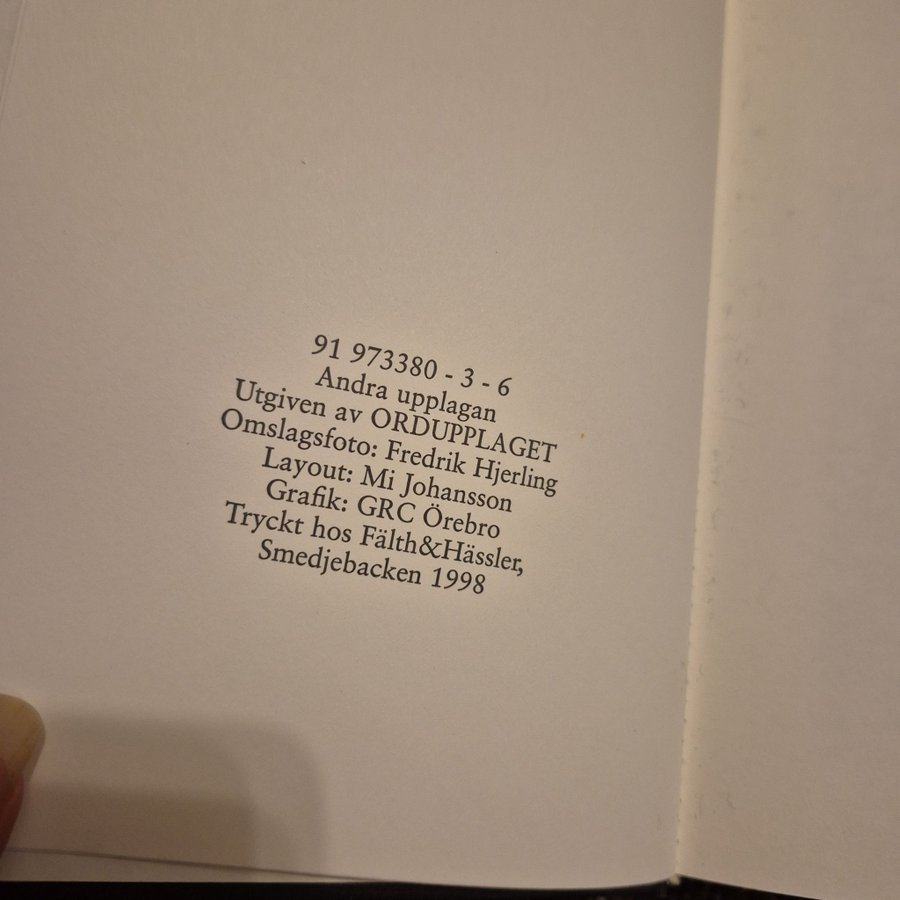 91 973380 - 3 - 6
Andra upplagan
Utgiven av ORDUPPLAGET
Omslagsfoto: Fredrik Hjerling
Layout: Mi Johansson
Grafik: GRC Örebro
Tryckt hos Fälth&Hässler,
Smedjebacken 1998